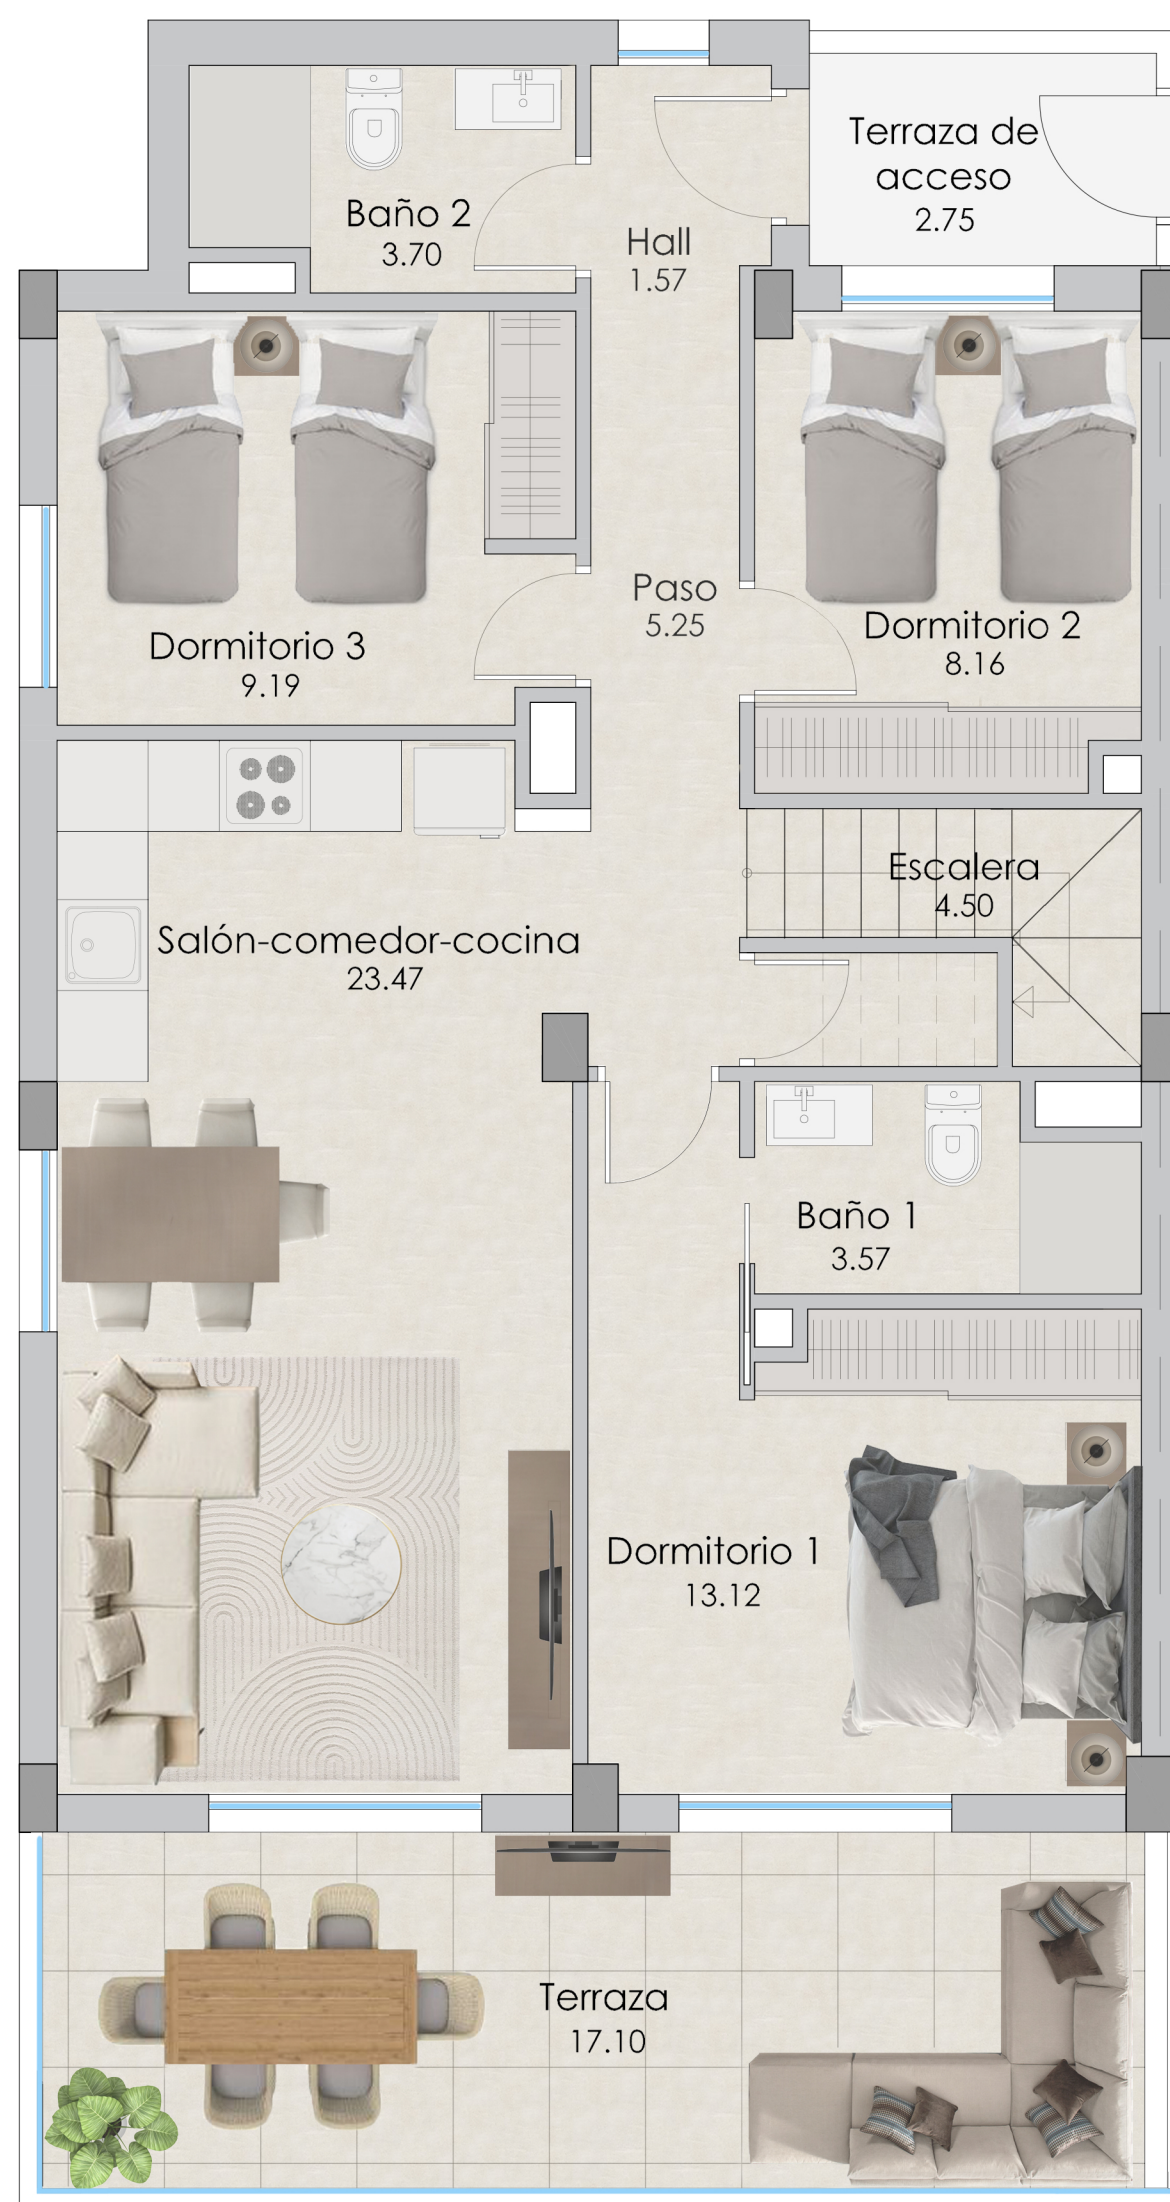 Terraza de
acceso
2.75
Baño 2
3.70
Hall
1.57
Paso
5.25
Dormitorio 2
8.16
Dormitorio 3
9.19
Escalera
4.50
Salón-comedor-cocina
23.47
Baño 1
3.57
Dormitorio 1
13.12
Terraza
17.10